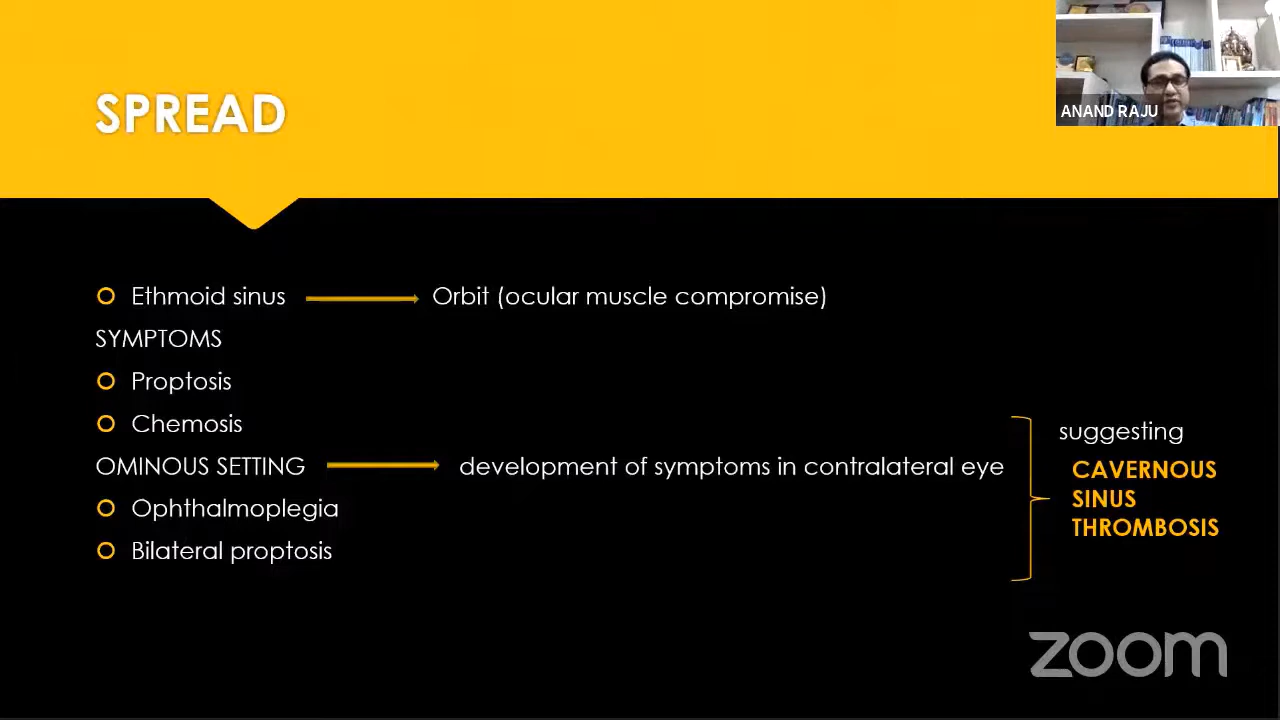 SPREAD
ANAND RAJU
Ethmoid sinus
Orbit (ocular muscle compromise)
SYMPTOMS
Proptosis
Chemosis
OMINOUS SETTING
development of symptoms in contralateral eye
Ophthalmoplegia
Bilateral proptosis
suggesting
CAVERNOUS
SINUS
THROMBOSIS
zoom